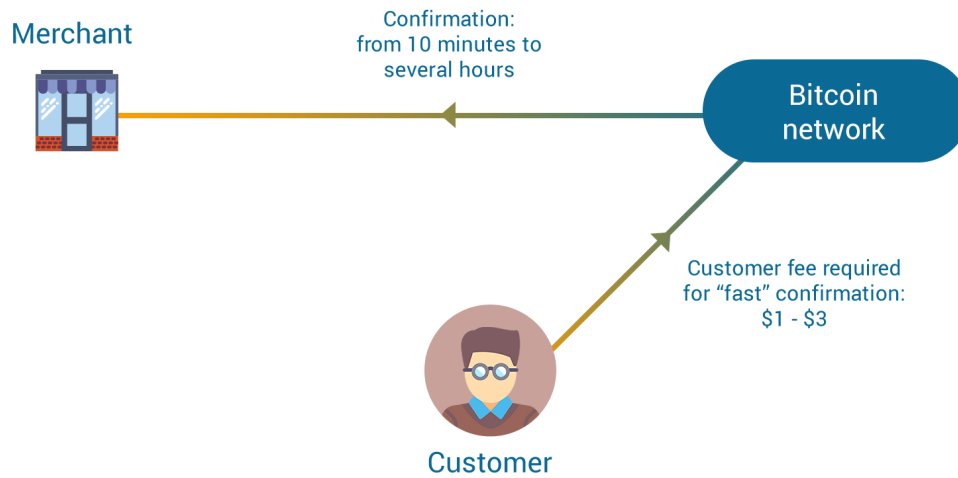 Merchant
Confirmation:
from 10 minutes to
several hours
Bitcoin
network
Customer fee required
for “fast” confirmation:
$1 - $3
Customer